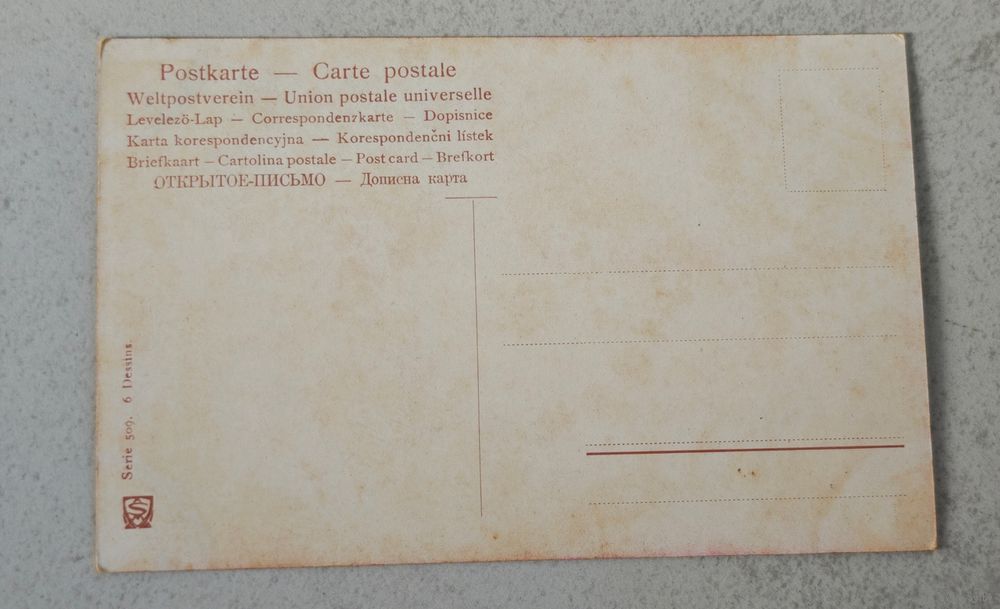 Postkarte — Carte postale
Weltpostverein — Union postale universelle
Levelezö-Lap — Correspondenzkarte — Dopisnice
Karta korespondencyjna — Korespondenčni lístek
Briefkaart — Cartolina postale — Post card — Brefkort
ОТКРЫТОЕ-ПИСЬМО — Дописна карта
Serie 509. 6 Dessins.